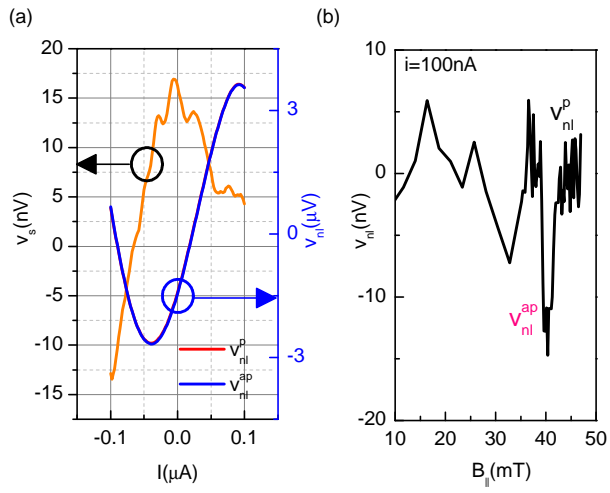 (a)
20
15
10
5
0
-5
-10
-15
v_s(nV)
3
0
-3
v_nl(μV)
v_nl^p
v_nl^ap
-0.1 0.0 0.1
I(μA)
(b)
10
0
-10
-20
v_nl(nV)
i=100nA
v_nl^p
v_nl^ap
10 20 30 40 50
B_||(mT)